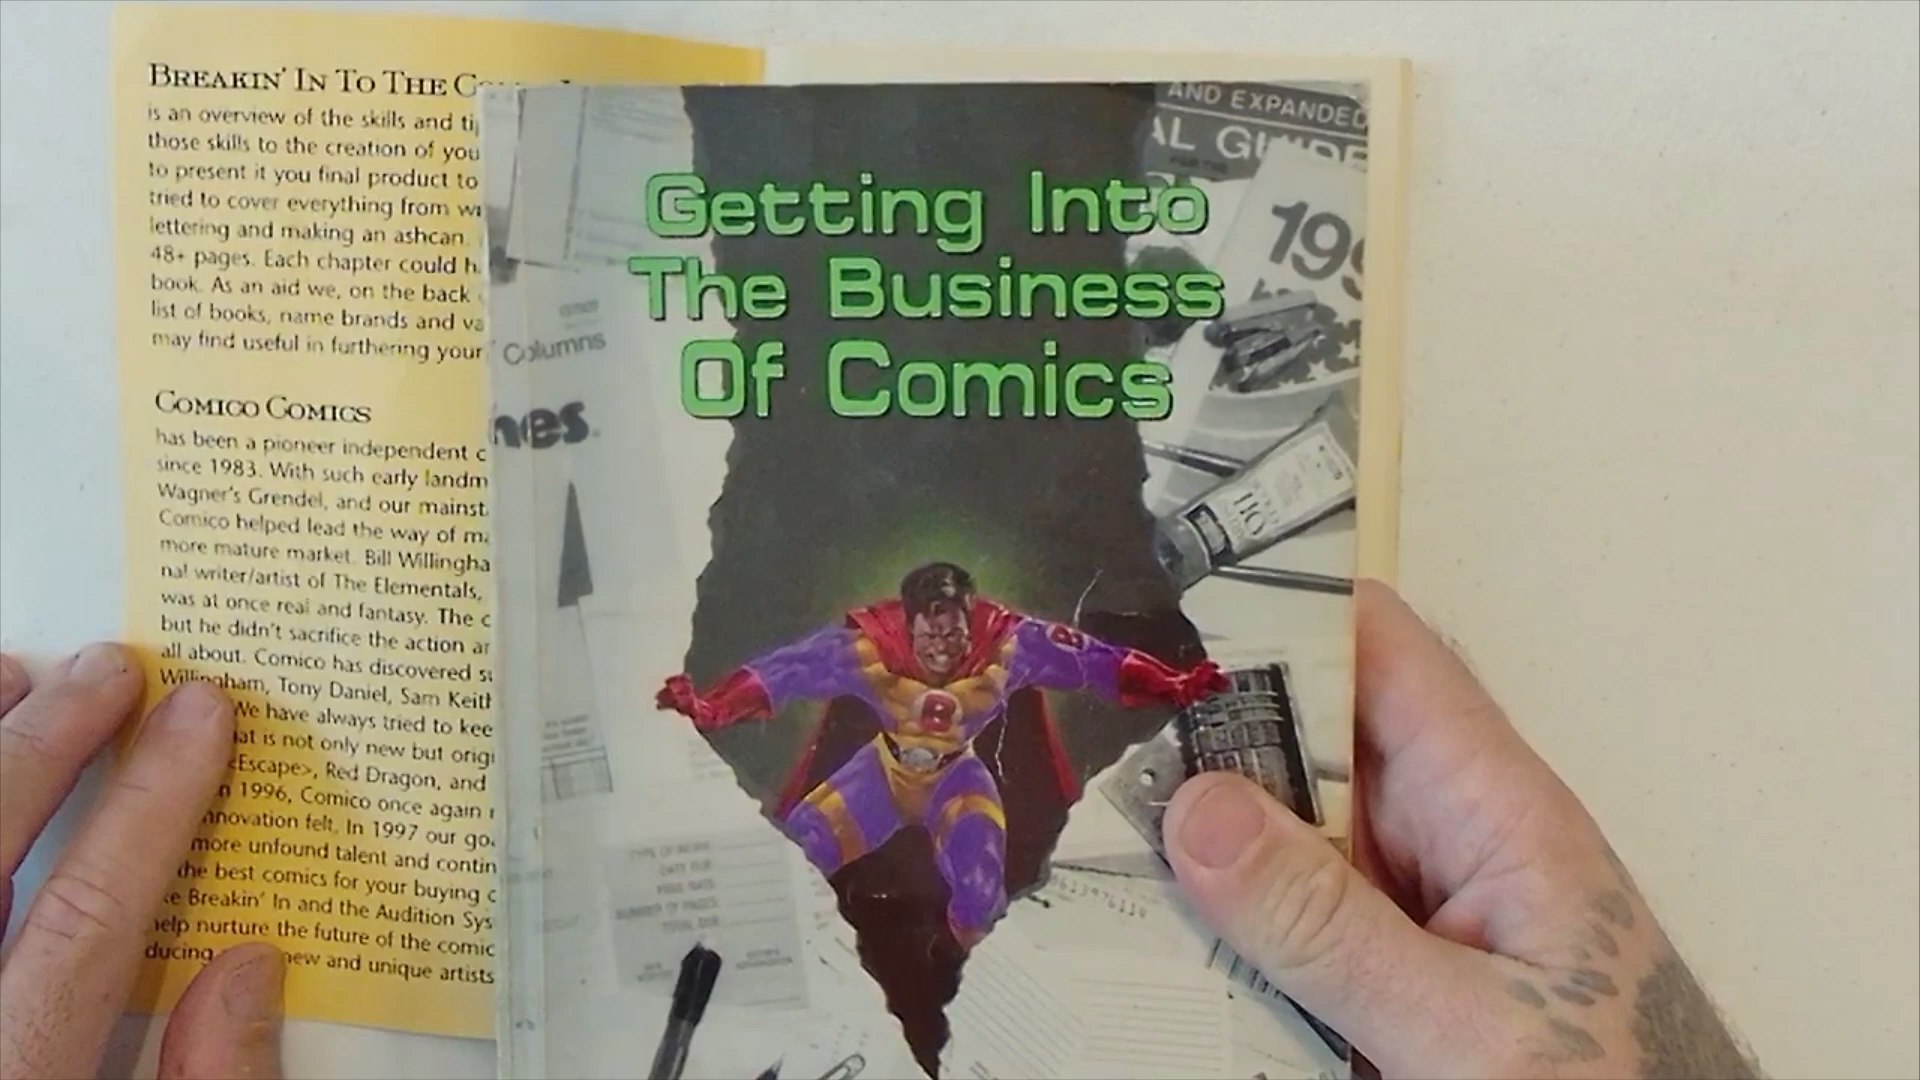 BREAKIN' IN TO THE
is an overview of the skills and
those skills to the creation of you
to present it you final product to
tried to cover everything from
lettering and making an ashcan.
48+ pages. Each chapter could
book. As an aid we, on the back
list of books, name brands and
may find useful in furthering your
COMICO COMICS
has been a pioneer independent c
since 1983. With such early landm
Wagner's Grendel, and our mainst
Comico helped lead the way of
more mature market. Bill Willingha
nal writer/artist of The Elementals,
was at once real and fantasy. The c
but he didn't sacrifice the action
all about. Comico has discovered
Willingham, Tony Daniel, Sam
We have always tried to kee
at is not only new but origi
<Escape>, Red Dragon, and
1996, Comico once again
nnovation felt. In 1997 our
more unfound talent and contin
the best comics for your buying
Breakin' In and the Audition Sys
help nurture the future of the comic
ducing new and unique artists
Getting Into
The Business
Of Comics
AND EXPANDED
AL GUIDE
199
Columns
nes.
B
B
TYPE OF WORK
DATE DUE
PAGE RATE
NUMBER OF PAGES
TOTAL DUE